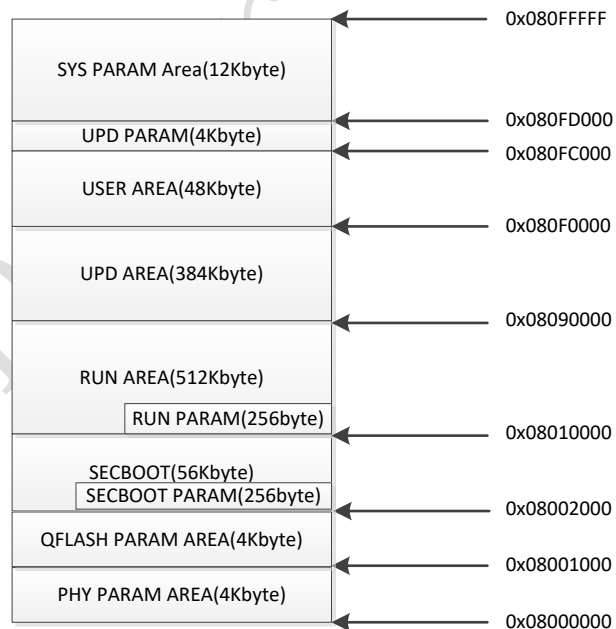 0x080FFFFF
SYS PARAM Area(12Kbyte)
0x080FD000
UPD PARAM(4Kbyte)
0x080FC000
USER AREA(48Kbyte)
0x080F0000
UPD AREA(384Kbyte)
0x08090000
RUN AREA(512Kbyte)
RUN PARAM(256byte)
0x08010000
SECBOOT(56Kbyte)
SECBOOT PARAM(256byte)
0x08002000
QFLASH PARAM AREA(4Kbyte)
0x08001000
PHY PARAM AREA(4Kbyte)
0x08000000